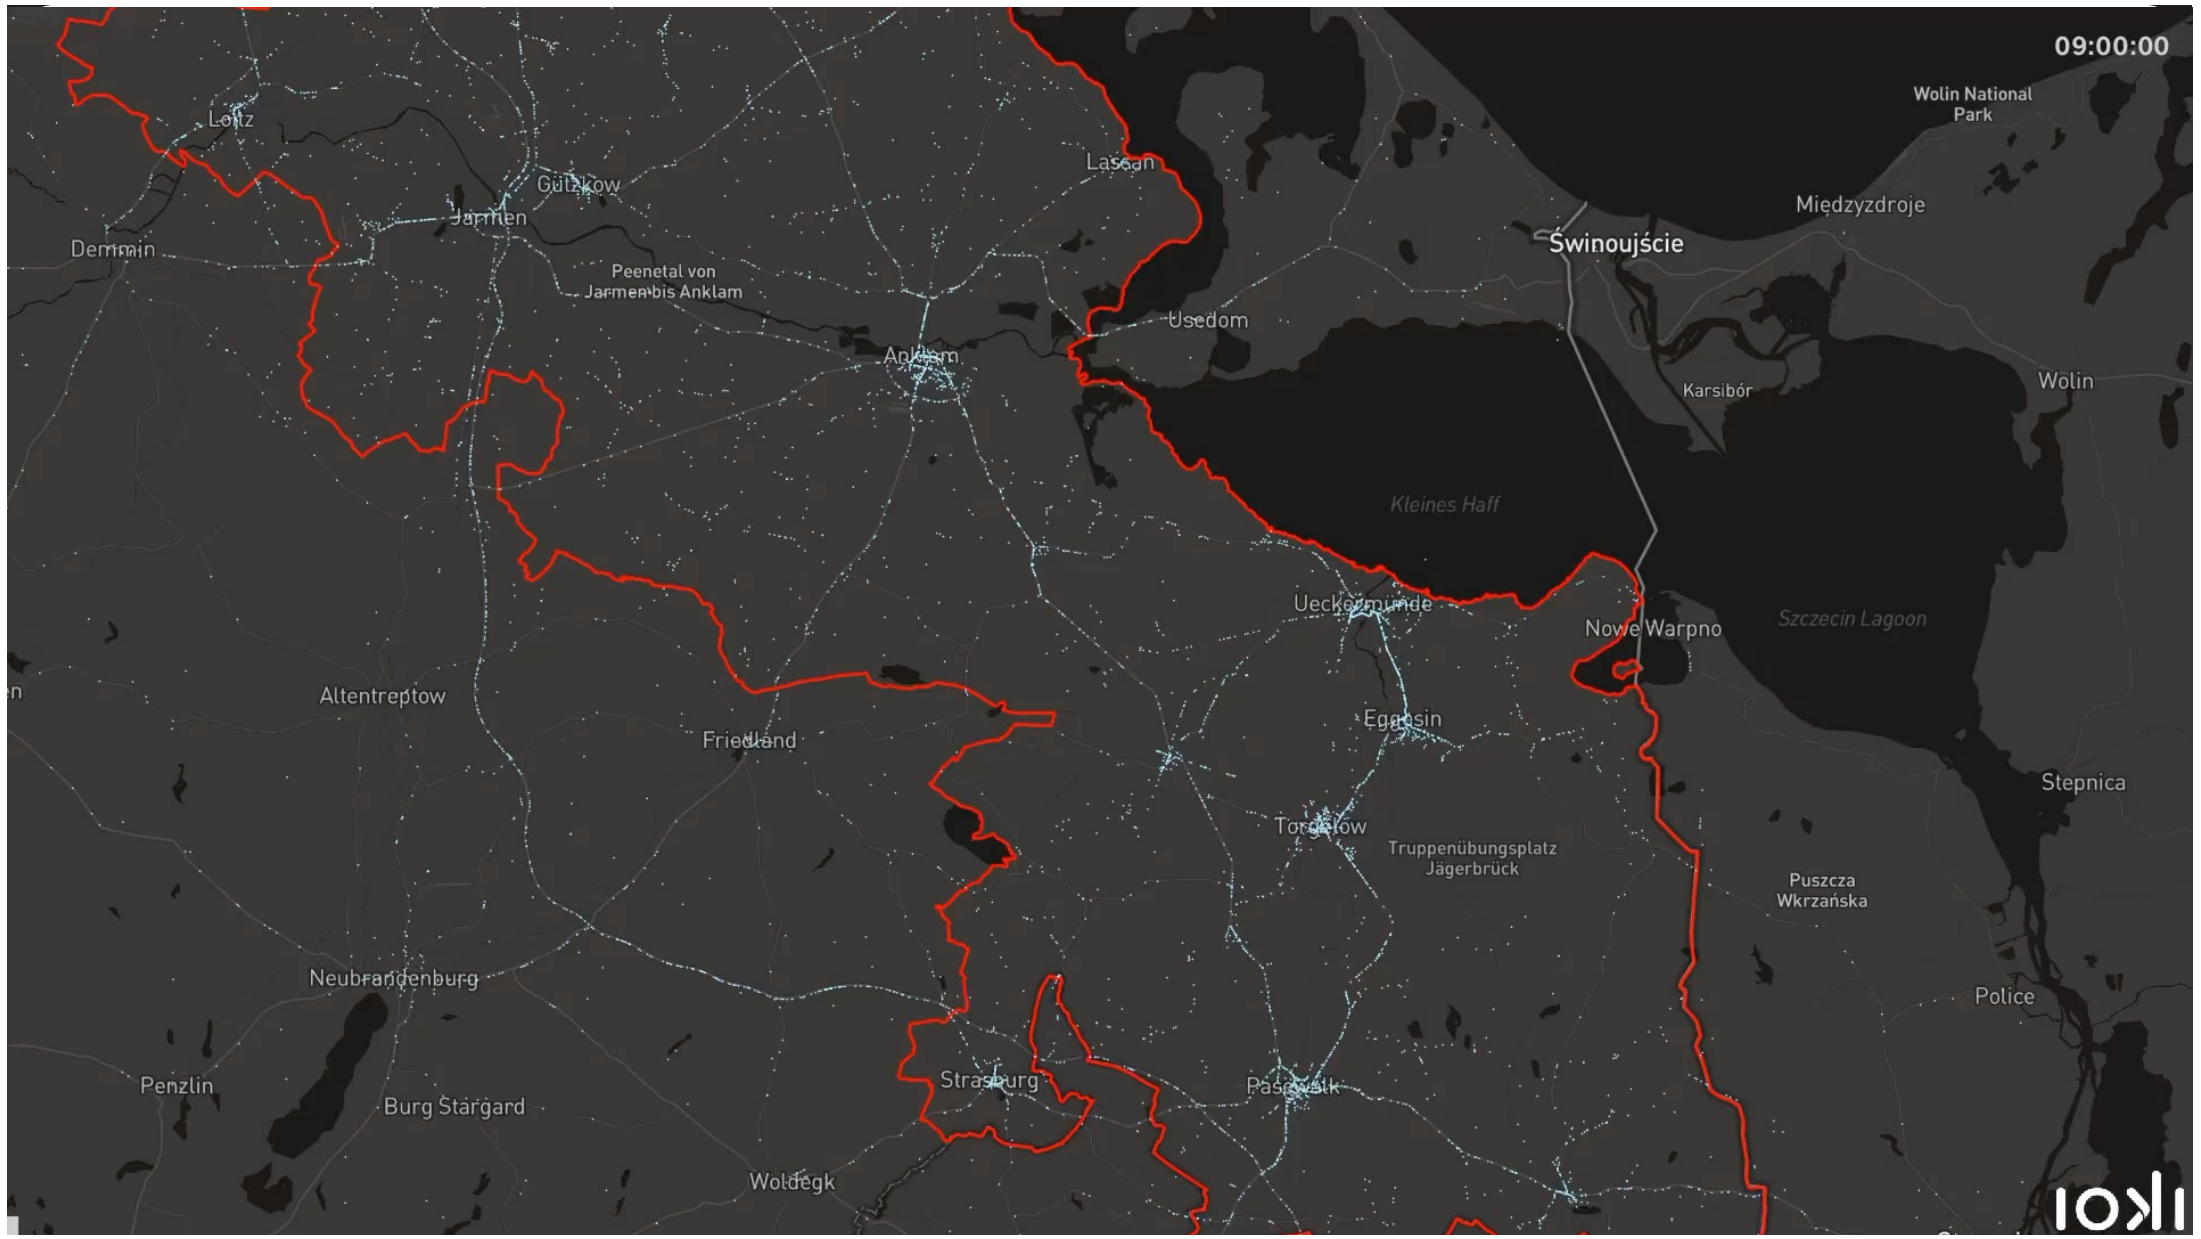 09:00:00
Wolin National
Park
Loitz
Lassan
Gützkow
Międzyzdroje
Jarmen
Demmin
Świnoujście
Peenetal von
Jarmen bis Anklam
Usedom
Anklam
Wolin
Karsibór
Kleines Haff
Ueckermünde
Szczecin Lagoon
Nowe Warpno
en
Altentreptow
Eggesin
Friedland
Stepnica
Torgelow
Truppenübungsplatz
Jägerbrück
Puszcza
Wkrzańska
Neubrandenburg
Police
Strasburg
Penzlin
Pasewalk
Burg Stargard
Woldegk
ioki